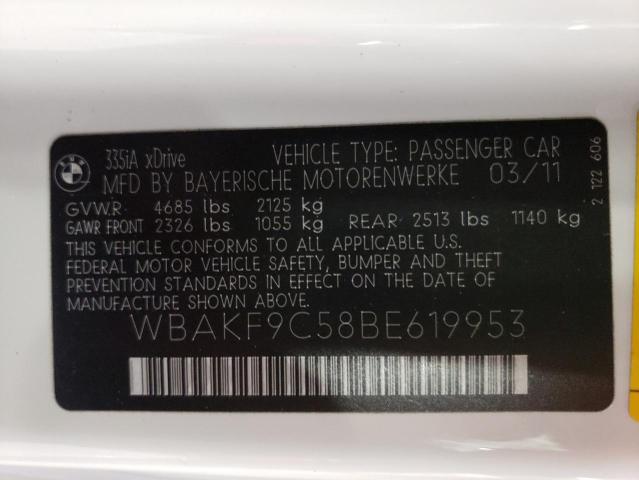 BMW
335iA xDrive VEHICLE TYPE: PASSENGER CAR
MFD BY BAYERISCHE MOTORENWERKE 03/11
GVWR 4685 lbs 2125 kg
GAWR FRONT 2326 lbs 1055 kg REAR 2513 lbs 1140 kg
THIS VEHICLE CONFORMS TO ALL APPLICABLE U.S.
FEDERAL MOTOR VEHICLE SAFETY, BUMPER AND THEFT
PREVENTION STANDARDS IN EFFECT ON THE DATE OF
MANUFACTURE SHOWN ABOVE.
WBAKF9C58BE619953
2 122 606